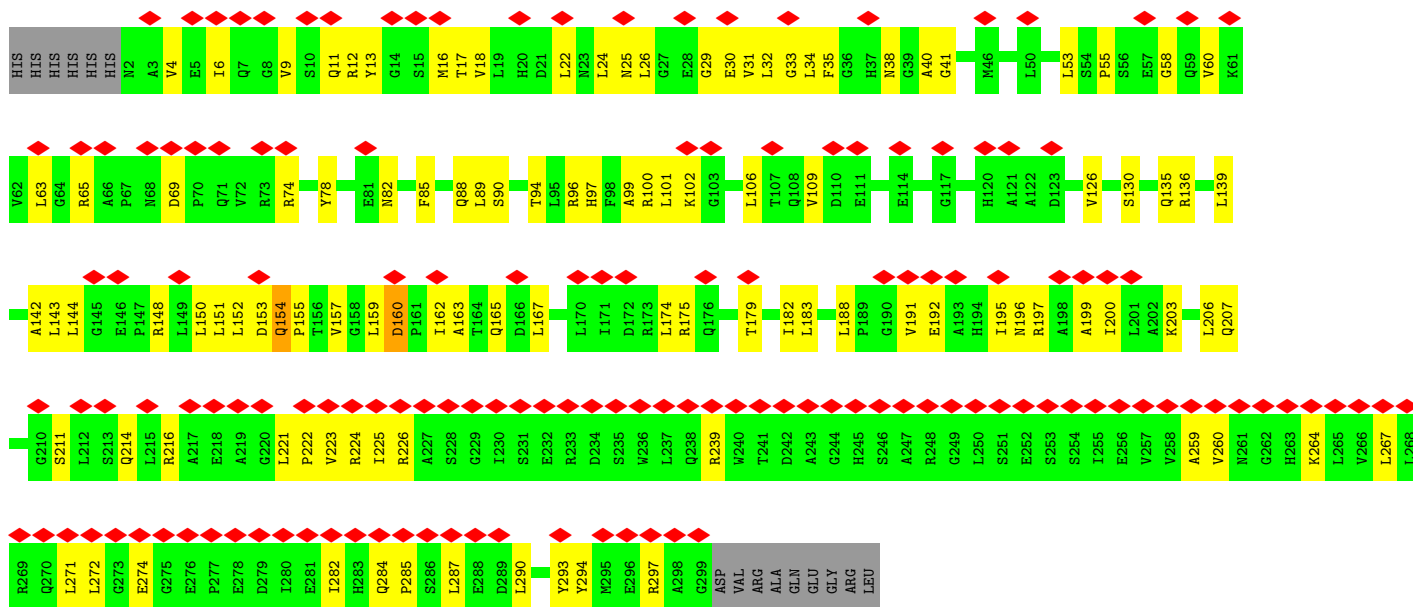 HIS HIS HIS HIS HIS HIS N2 A3 V4 E5 I6 Q7 G8 V9 S10 Q11 R12 Y13 G14 S15 M16 T17 V18 L19 H20 D21 L22 N23 L24 N25 L26 G27 E28 G29 E30 V31 L32 G33 L34 F35 G36 H37 N38 G39 A40 G41 M46 L50 L53 S54 P55 S56 E57 G58 Q59 V60 K61
V62 L63 G64 R65 A66 P67 N68 D69 P70 Q71 V72 R73 R74 Y78 E81 N82 F85 Q88 L89 S90 T94 L95 R96 H97 F98 A99 R100 L101 K102 G103 L106 T107 Q108 V109 D110 E111 E114 G117 H120 A121 A122 D123 V126 S130 Q135 R136 L139
A142 L143 L144 G145 E146 P147 R148 L149 L150 L151 L152 D153 Q154 P155 T156 V157 G158 L159 D160 P161 I162 A163 T164 Q165 D166 L167 L170 I171 D172 R173 L174 R175 Q176 T179 I182 L183 L188 P189 G190 V191 E192 A193 H194 I195 N196 R197 A198 A199 I200 L201 A202 K203 L206 Q207
G210 S211 L212 S213 Q214 L215 R216 A217 E218 A219 G220 L221 P222 V223 R224 I225 R226 A227 S228 G229 I230 S231 E232 R233 D234 S235 W236 L237 Q238 R239 W240 T241 D242 A243 G244 H245 S246 A247 R248 G249 L250 S251 E252 S253 S254 I255 E256 V257 V258 A259 V260 N261 G262 H263 K264 L265 V266 L267 L268
R269 Q270 L271 L272 G273 E274 G275 E276 P277 E278 D279 I280 E281 I282 H283 Q284 P285 S286 L287 E288 D289 L290 Y293 Y294 M295 E296 R297 A298 G299 ASP VAL ARG ALA GLN GLU GLY ARG LEU